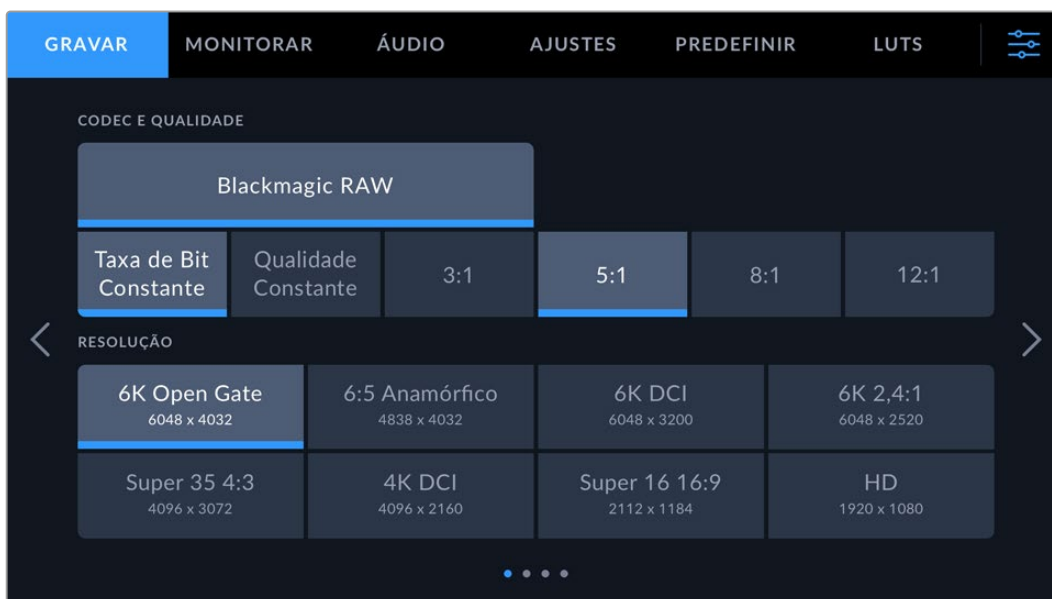 GRAVAR MONITORAR ÁUDIO AJUSTES PREDEFINIR LUTS
CODEC E QUALIDADE
Blackmagic RAW
Taxa de Bit Constante
Qualidade Constante
3:1
5:1
8:1
12:1
RESOLUÇÃO
6K Open Gate
6048 x 4032
6:5 Anamórfico
4838 x 4032
6K DCI
6048 x 3200
6K 2,4:1
6048 x 2520
Super 35 4:3
4096 x 3072
4K DCI
4096 x 2160
Super 16 16:9
2112 x 1184
HD
1920 x 1080